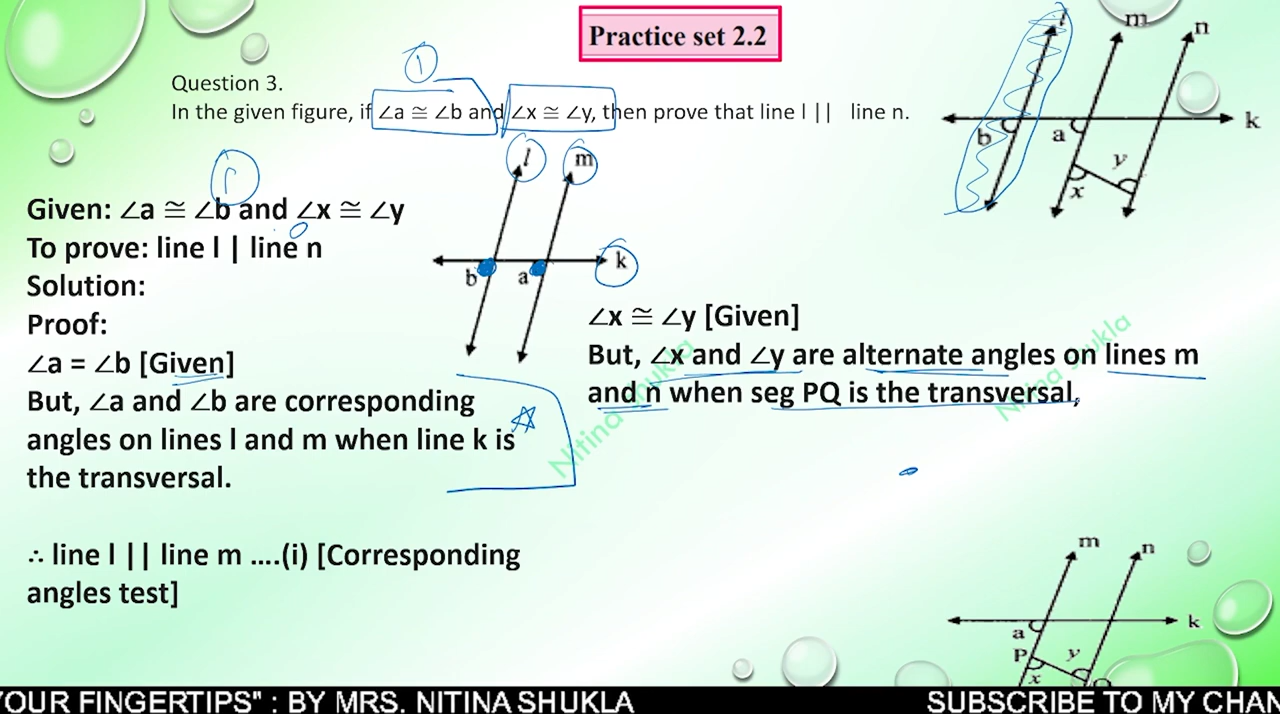 Practice set 2.2
Question 3.
In the given figure, if ∠a ≅ ∠b and ∠x ≅ ∠y, then prove that line l || line n.
l
m
n
k
b
a
y
x
Given: ∠a ≅ ∠b and ∠x ≅ ∠y
To prove: line l | line n
Solution:
Proof:
∠a = ∠b [Given]
But, ∠a and ∠b are corresponding
angles on lines l and m when line k is
the transversal.
∴ line l || line m ....(i) [Corresponding
angles test]
l
m
k
b
a
∠x ≅ ∠y [Given]
But, ∠x and ∠y are alternate angles on lines m
and n when seg PQ is the transversal,
Nitina Shukla
Nitina Shukla
m
n
k
a
P
y
x
YOUR FINGERTIPS" : BY MRS. NITINA SHUKLA
SUBSCRIBE TO MY CHAN